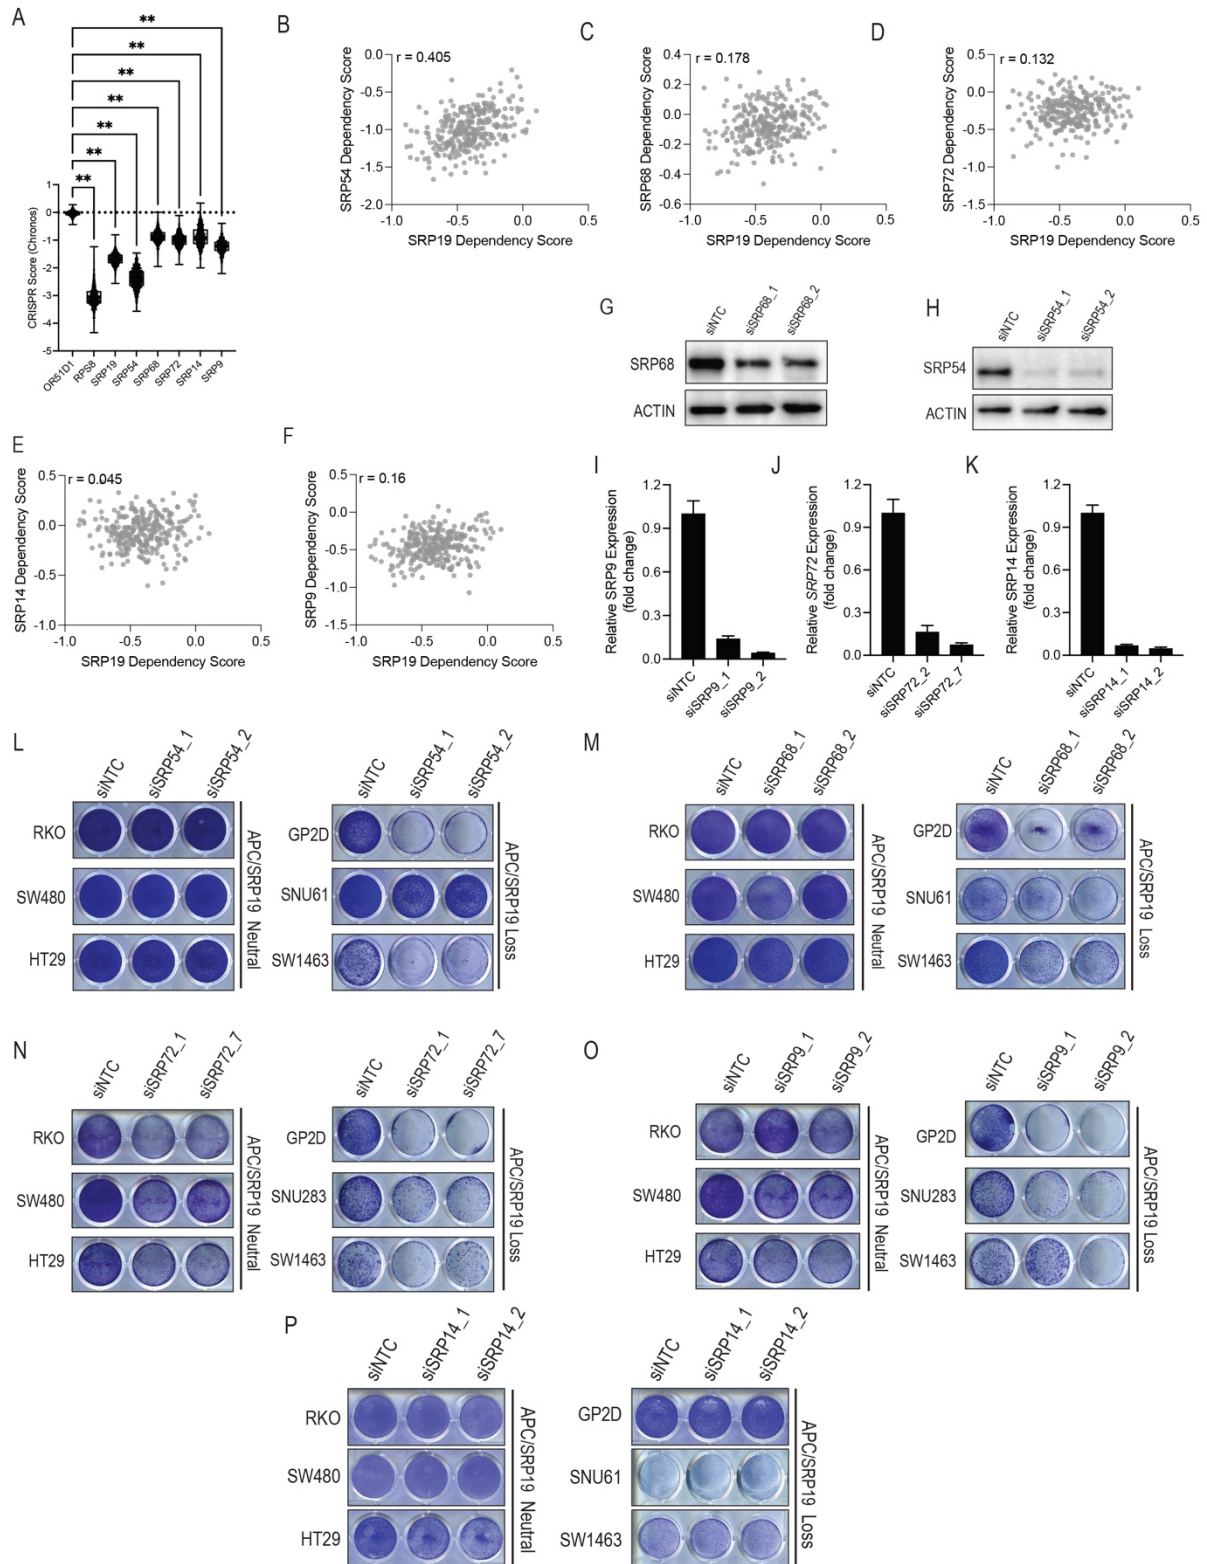 A
**
**
**
**
**
**
**
CRISPR Score (Chronos)
0
-1
-2
-3
-4
-5
OR51D1
RPS8
SRP19
SRP54
SRP68
SRP72
SRP14
SRP9
B
r = 0.405
SRP54 Dependency Score
0.0
-0.5
-1.0
-1.5
-2.0
-1.0
-0.5
0.0
0.5
SRP19 Dependency Score
C
r = 0.178
SRP68 Dependency Score
0.4
0.2
0.0
-0.2
-0.4
-0.6
-1.0
-0.5
0.0
0.5
SRP19 Dependency Score
D
r = 0.132
SRP72 Dependency Score
0.5
0.0
-0.5
-1.0
-1.5
-1.0
-0.5
0.0
0.5
SRP19 Dependency Score
G
siNTC
siSRP68_1
siSRP68_2
SRP68
ACTIN
H
siNTC
siSRP54_1
siSRP54_2
SRP54
ACTIN
E
r = 0.045
SRP14 Dependency Score
0.5
0.0
-0.5
-1.0
-1.0
-0.5
0.0
0.5
SRP19 Dependency Score
F
r = 0.16
SRP9 Dependency Score
0.5
0.0
-0.5
-1.0
-1.5
-1.0
-0.5
0.0
0.5
SRP19 Dependency Score
I
Relative SRP9 Expression
(fold change)
1.2
0.9
0.6
0.3
0.0
siNTC
siSRP9_1
siSRP9_2
J
Relative SRP72 Expression
(fold change)
1.2
0.9
0.6
0.3
0.0
siNTC
siSRP72_2
siSRP72_7
K
Relative SRP14 Expression
(fold change)
1.2
0.9
0.6
0.3
0.0
siNTC
siSRP14_1
siSRP14_2
L
siNTC
siSRP54_1
siSRP54_2
RKO
SW480
HT29
APC/SRP19 Neutral
siNTC
siSRP54_1
siSRP54_2
GP2D
SNU61
SW1463
APC/SRP19 Loss
M
siNTC
siSRP68_1
siSRP68_2
RKO
SW480
HT29
APC/SRP19 Neutral
siNTC
siSRP68_1
siSRP68_2
GP2D
SNU61
SW1463
APC/SRP19 Loss
N
siNTC
siSRP72_1
siSRP72_7
RKO
SW480
HT29
APC/SRP19 Neutral
siNTC
siSRP72_1
siSRP72_7
GP2D
SNU283
SW1463
APC/SRP19 Loss
O
siNTC
siSRP9_1
siSRP9_2
RKO
SW480
HT29
APC/SRP19 Neutral
siNTC
siSRP9_1
siSRP9_2
GP2D
SNU283
SW1463
APC/SRP19 Loss
P
siNTC
siSRP14_1
siSRP14_2
RKO
SW480
HT29
APC/SRP19 Neutral
siNTC
siSRP14_1
siSRP14_2
GP2D
SNU61
SW1463
APC/SRP19 Loss